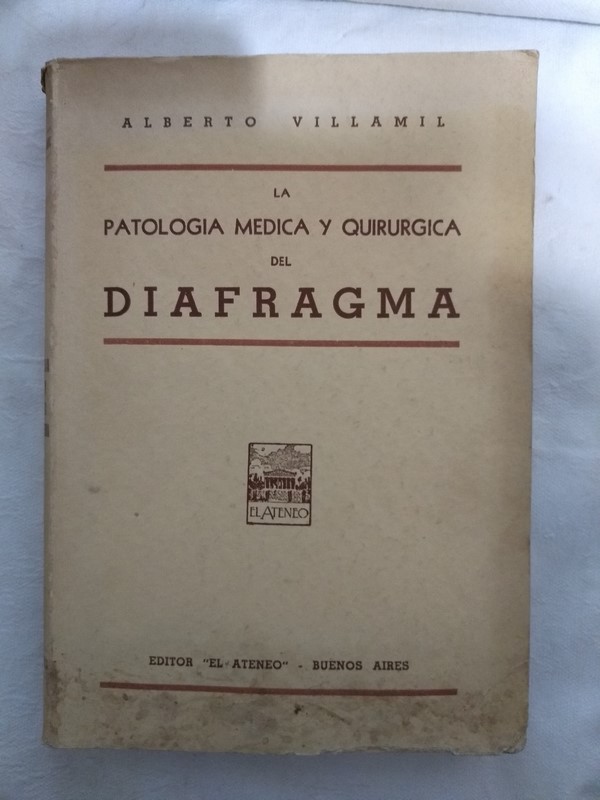 ALBERTO VILLAMIL
LA
PATOLOGIA MEDICA Y QUIRURGICA
DEL
DIAFRAGMA
EL ATENEO
EDITOR "EL ATENEO" - BUENOS AIRES